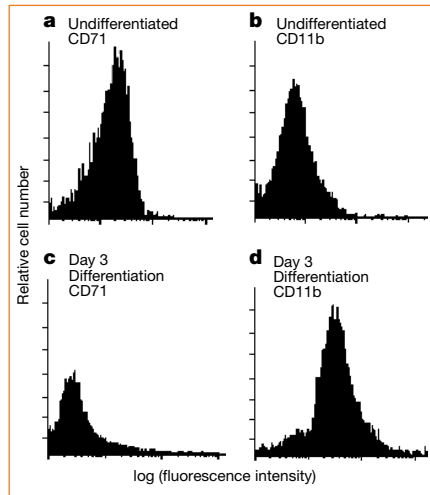 a Undifferentiated
CD71
b Undifferentiated
CD11b
c Day 3
Differentiation
CD71
d Day 3
Differentiation
CD11b
Relative cell number
log (fluorescence intensity)